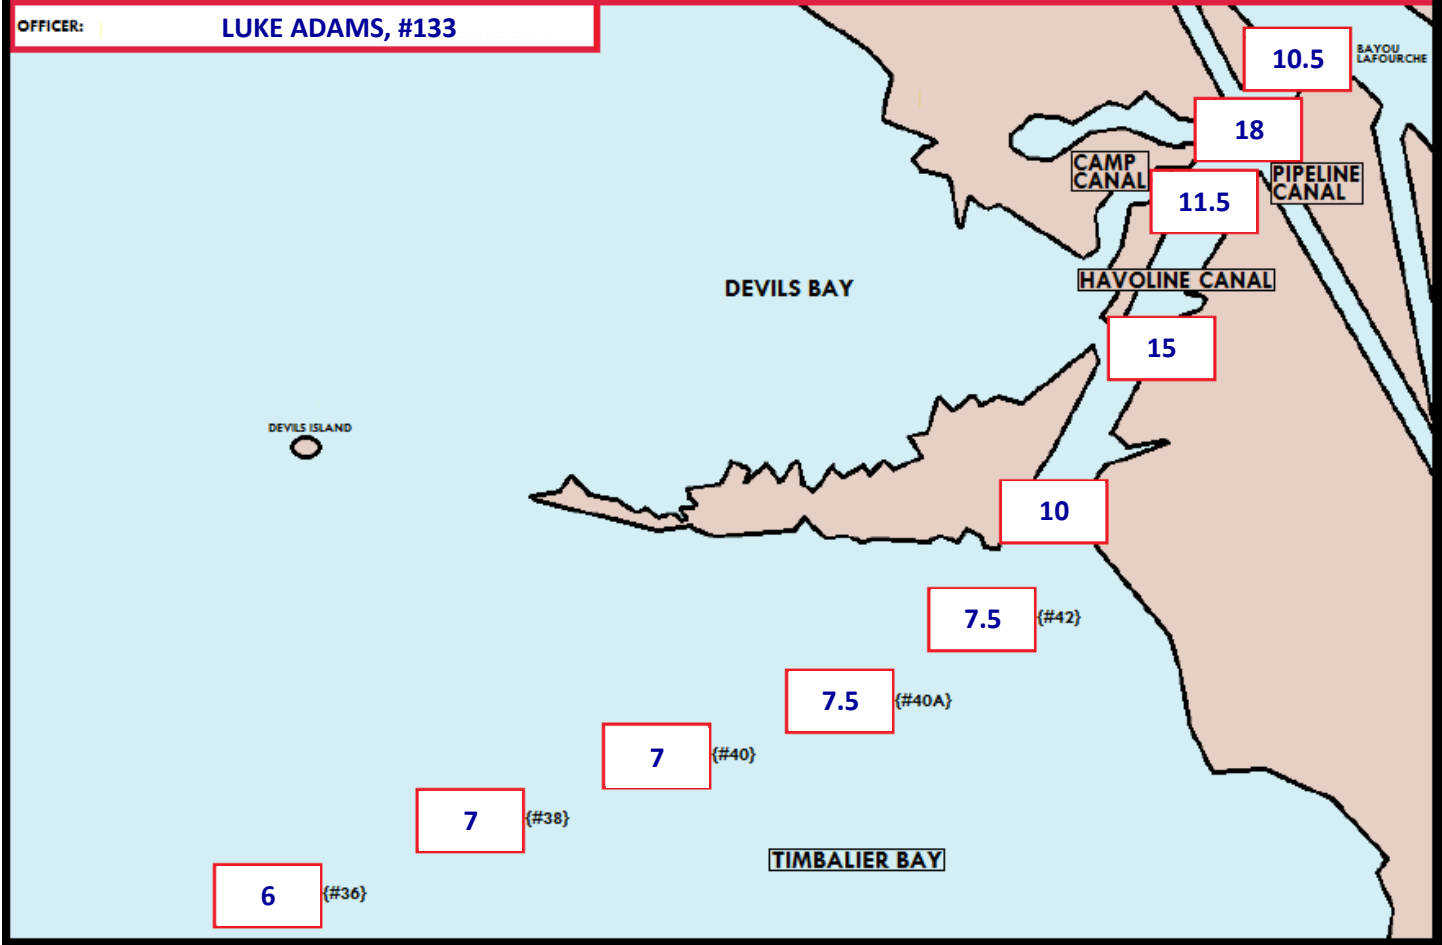 OFFICER: LUKE ADAMS, #133
10.5
BAYOU
LAFOURCHE
18
CAMP
CANAL
PIPELINE
CANAL
11.5
HAVOLINE CANAL
DEVILS BAY
15
DEVILS ISLAND
10
7.5 {#42}
7.5 {#40A}
7 {#40}
7 {#38}
TIMBALIER BAY
6 {#36}